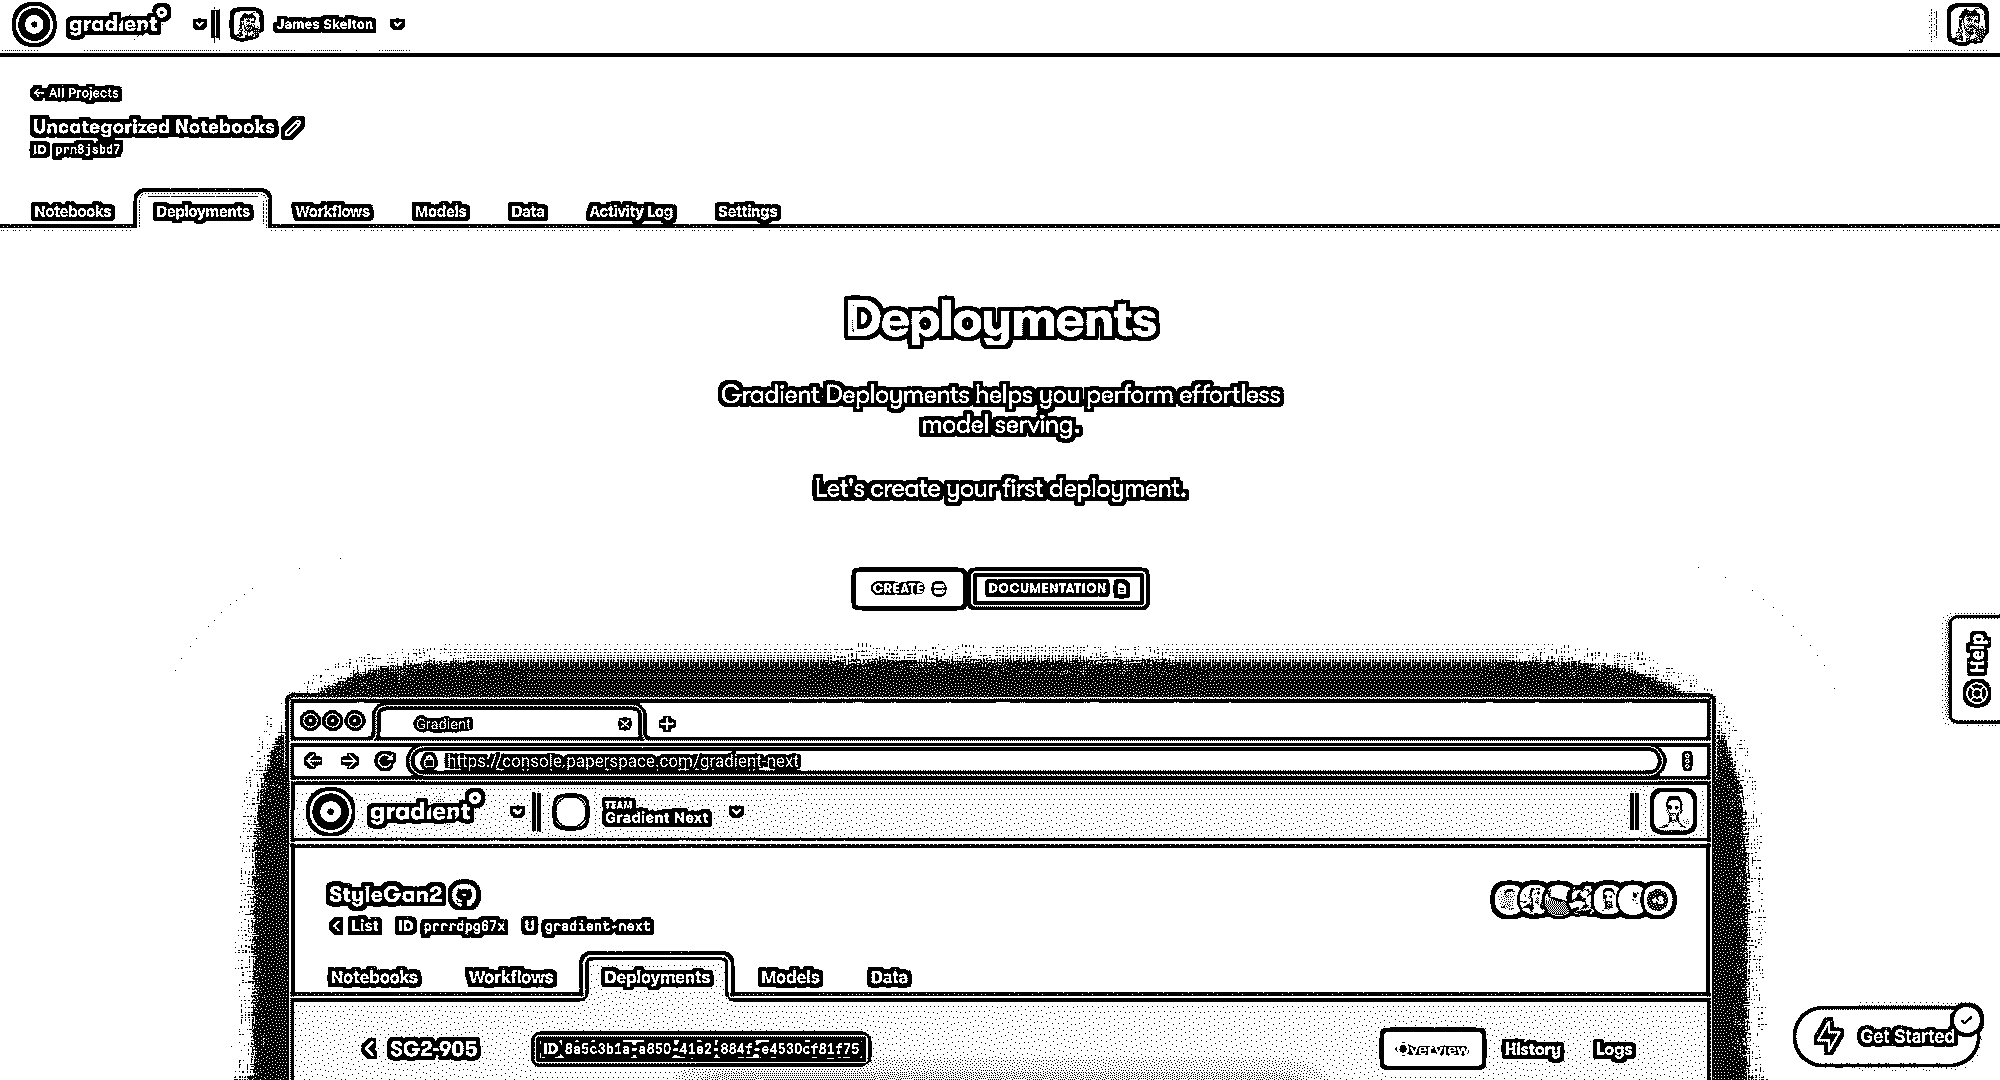 gradient
James Skelton
← All Projects
Uncategorized Notebooks
ID prn8jsbd7
Notebooks Deployments Workflows Models Data Activity Log Settings
Deployments
Gradient Deployments helps you perform effortless
model serving.
Let's create your first deployment.
CREATE DOCUMENTATION
Help
Gradient
https://console.paperspace.com/gradient-next
gradient
TEAM
Gradient Next
StyleGan2
List ID prrrdpg67x gradient-next
Notebooks Workflows Deployments Models Data
SG2-905 ID 8a5c3b1a-a850-41a2-884f-e4530cf81f75 Overview History Logs
Get Started